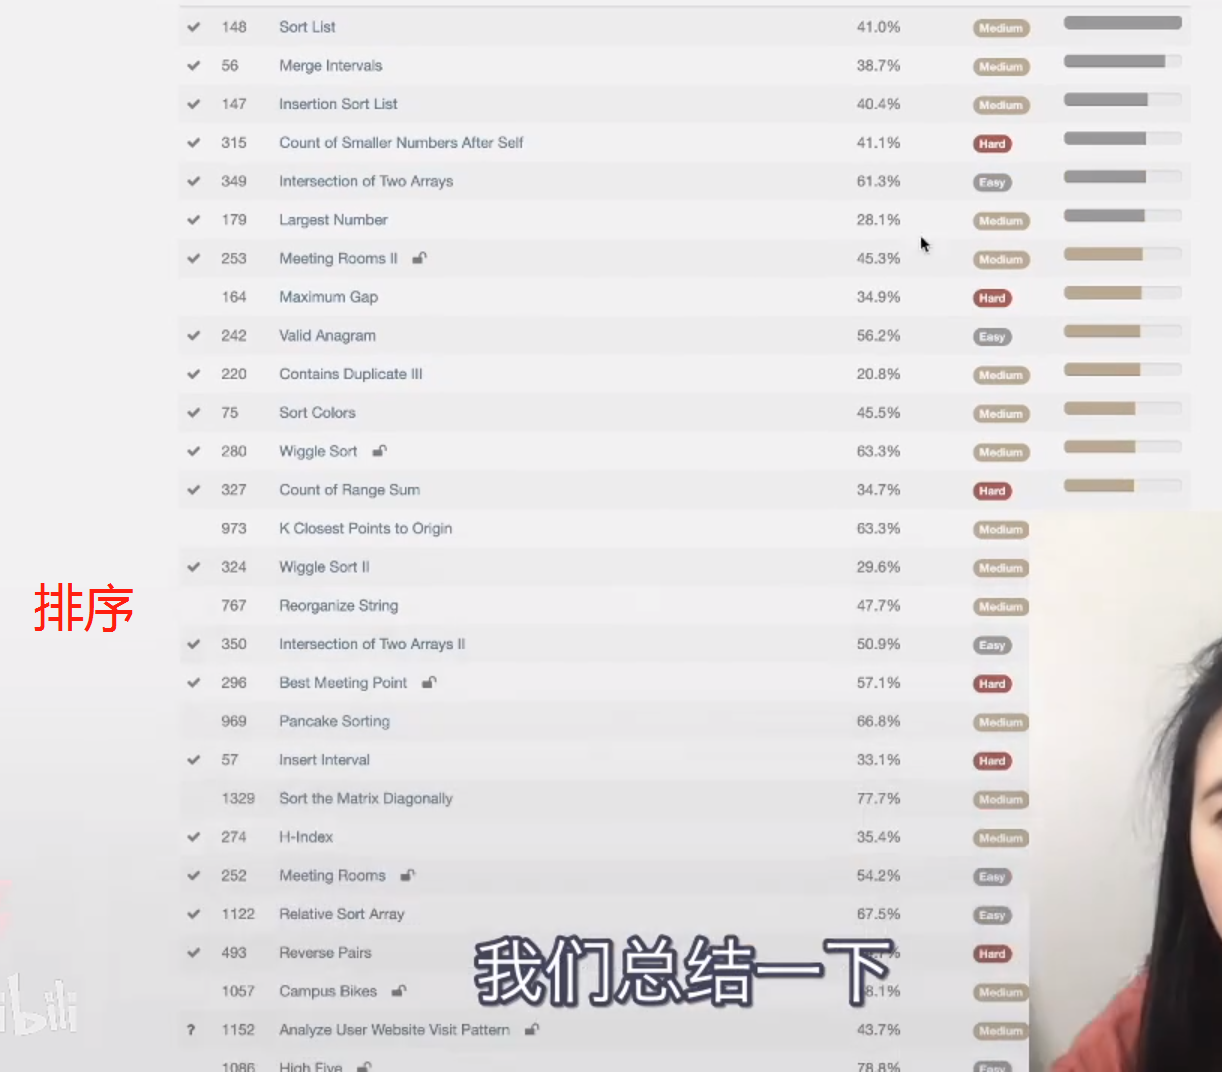 148 Sort List 41.0% Medium
56 Merge Intervals 38.7% Medium
147 Insertion Sort List 40.4% Medium
315 Count of Smaller Numbers After Self 41.1% Hard
349 Intersection of Two Arrays 61.3% Easy
179 Largest Number 28.1% Medium
253 Meeting Rooms II 45.3% Medium
164 Maximum Gap 34.9% Hard
242 Valid Anagram 56.2% Easy
220 Contains Duplicate III 20.8% Medium
75 Sort Colors 45.5% Medium
280 Wiggle Sort 63.3% Medium
327 Count of Range Sum 34.7% Hard
973 K Closest Points to Origin 63.3% Medium
324 Wiggle Sort II 29.6% Medium
排序
767 Reorganize String 47.7% Medium
350 Intersection of Two Arrays II 50.9% Easy
296 Best Meeting Point 57.1% Hard
969 Pancake Sorting 66.8% Medium
57 Insert Interval 33.1% Hard
1329 Sort the Matrix Diagonally 77.7% Medium
274 H-Index 35.4% Medium
252 Meeting Rooms 54.2% Easy
1122 Relative Sort Array 67.5% Easy
493 Reverse Pairs Hard
我们总结一下
1057 Campus Bikes 8.1% Medium
? 1152 Analyze User Website Visit Pattern 43.7% Medium
1086 High Five 78.8% Easy
ibili